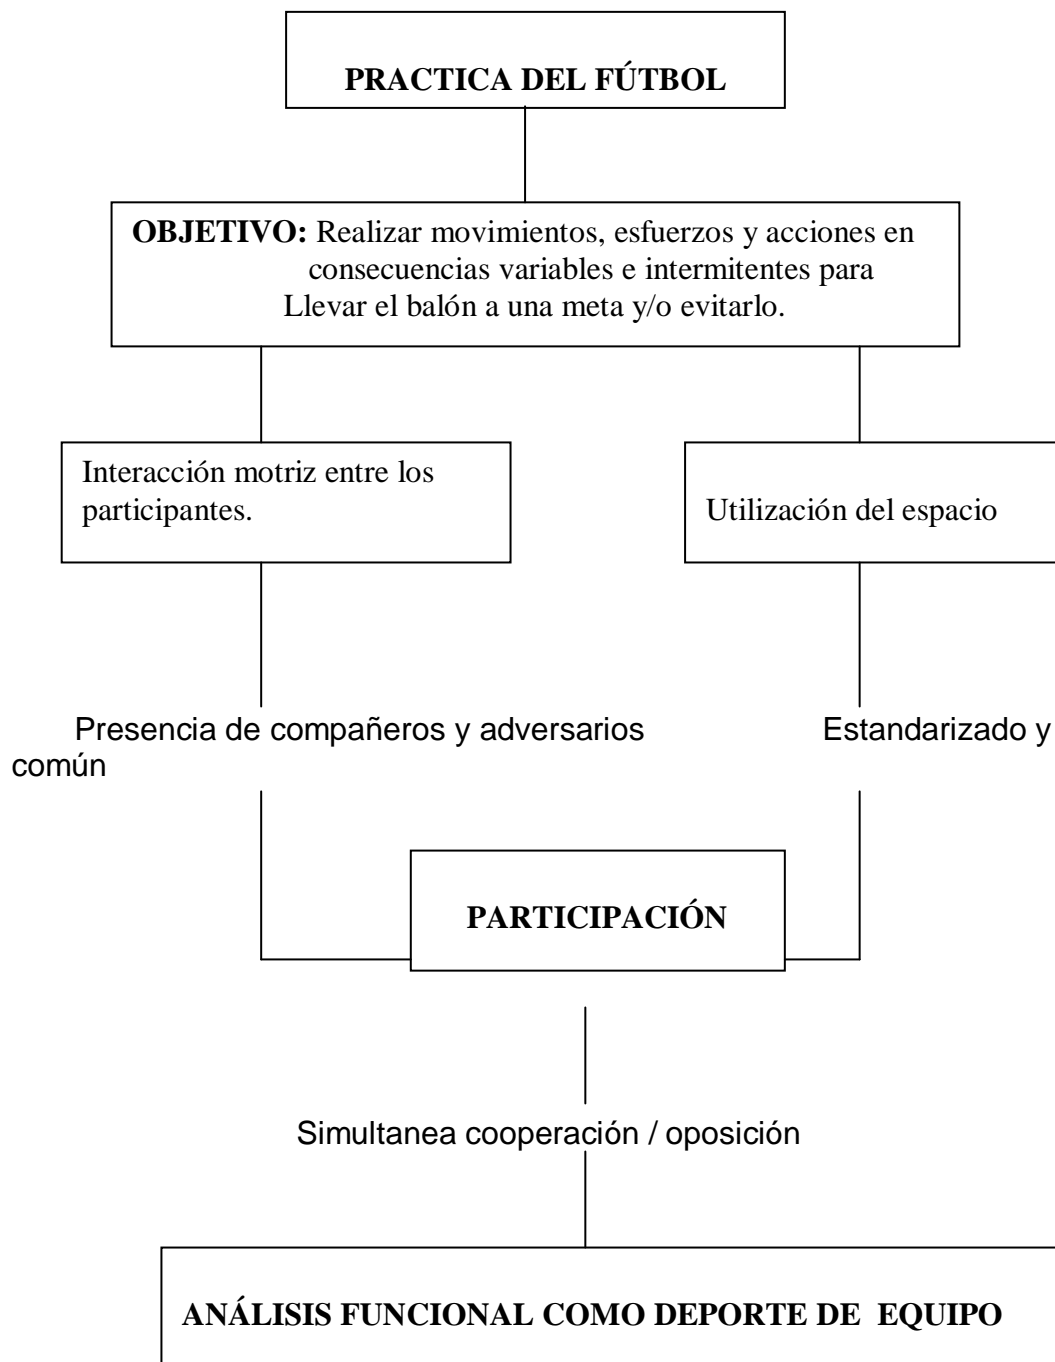 PRACTICA DEL FÚTBOL
OBJETIVO: Realizar movimientos, esfuerzos y acciones en
consecuencias variables e intermitentes para
Llevar el balón a una meta y/o evitarlo.
Interacción motriz entre los
participantes.
Utilización del espacio
Presencia de compañeros y adversarios Estandarizado y
común
PARTICIPACIÓN
Simultanea cooperación / oposición
ANÁLISIS FUNCIONAL COMO DEPORTE DE EQUIPO